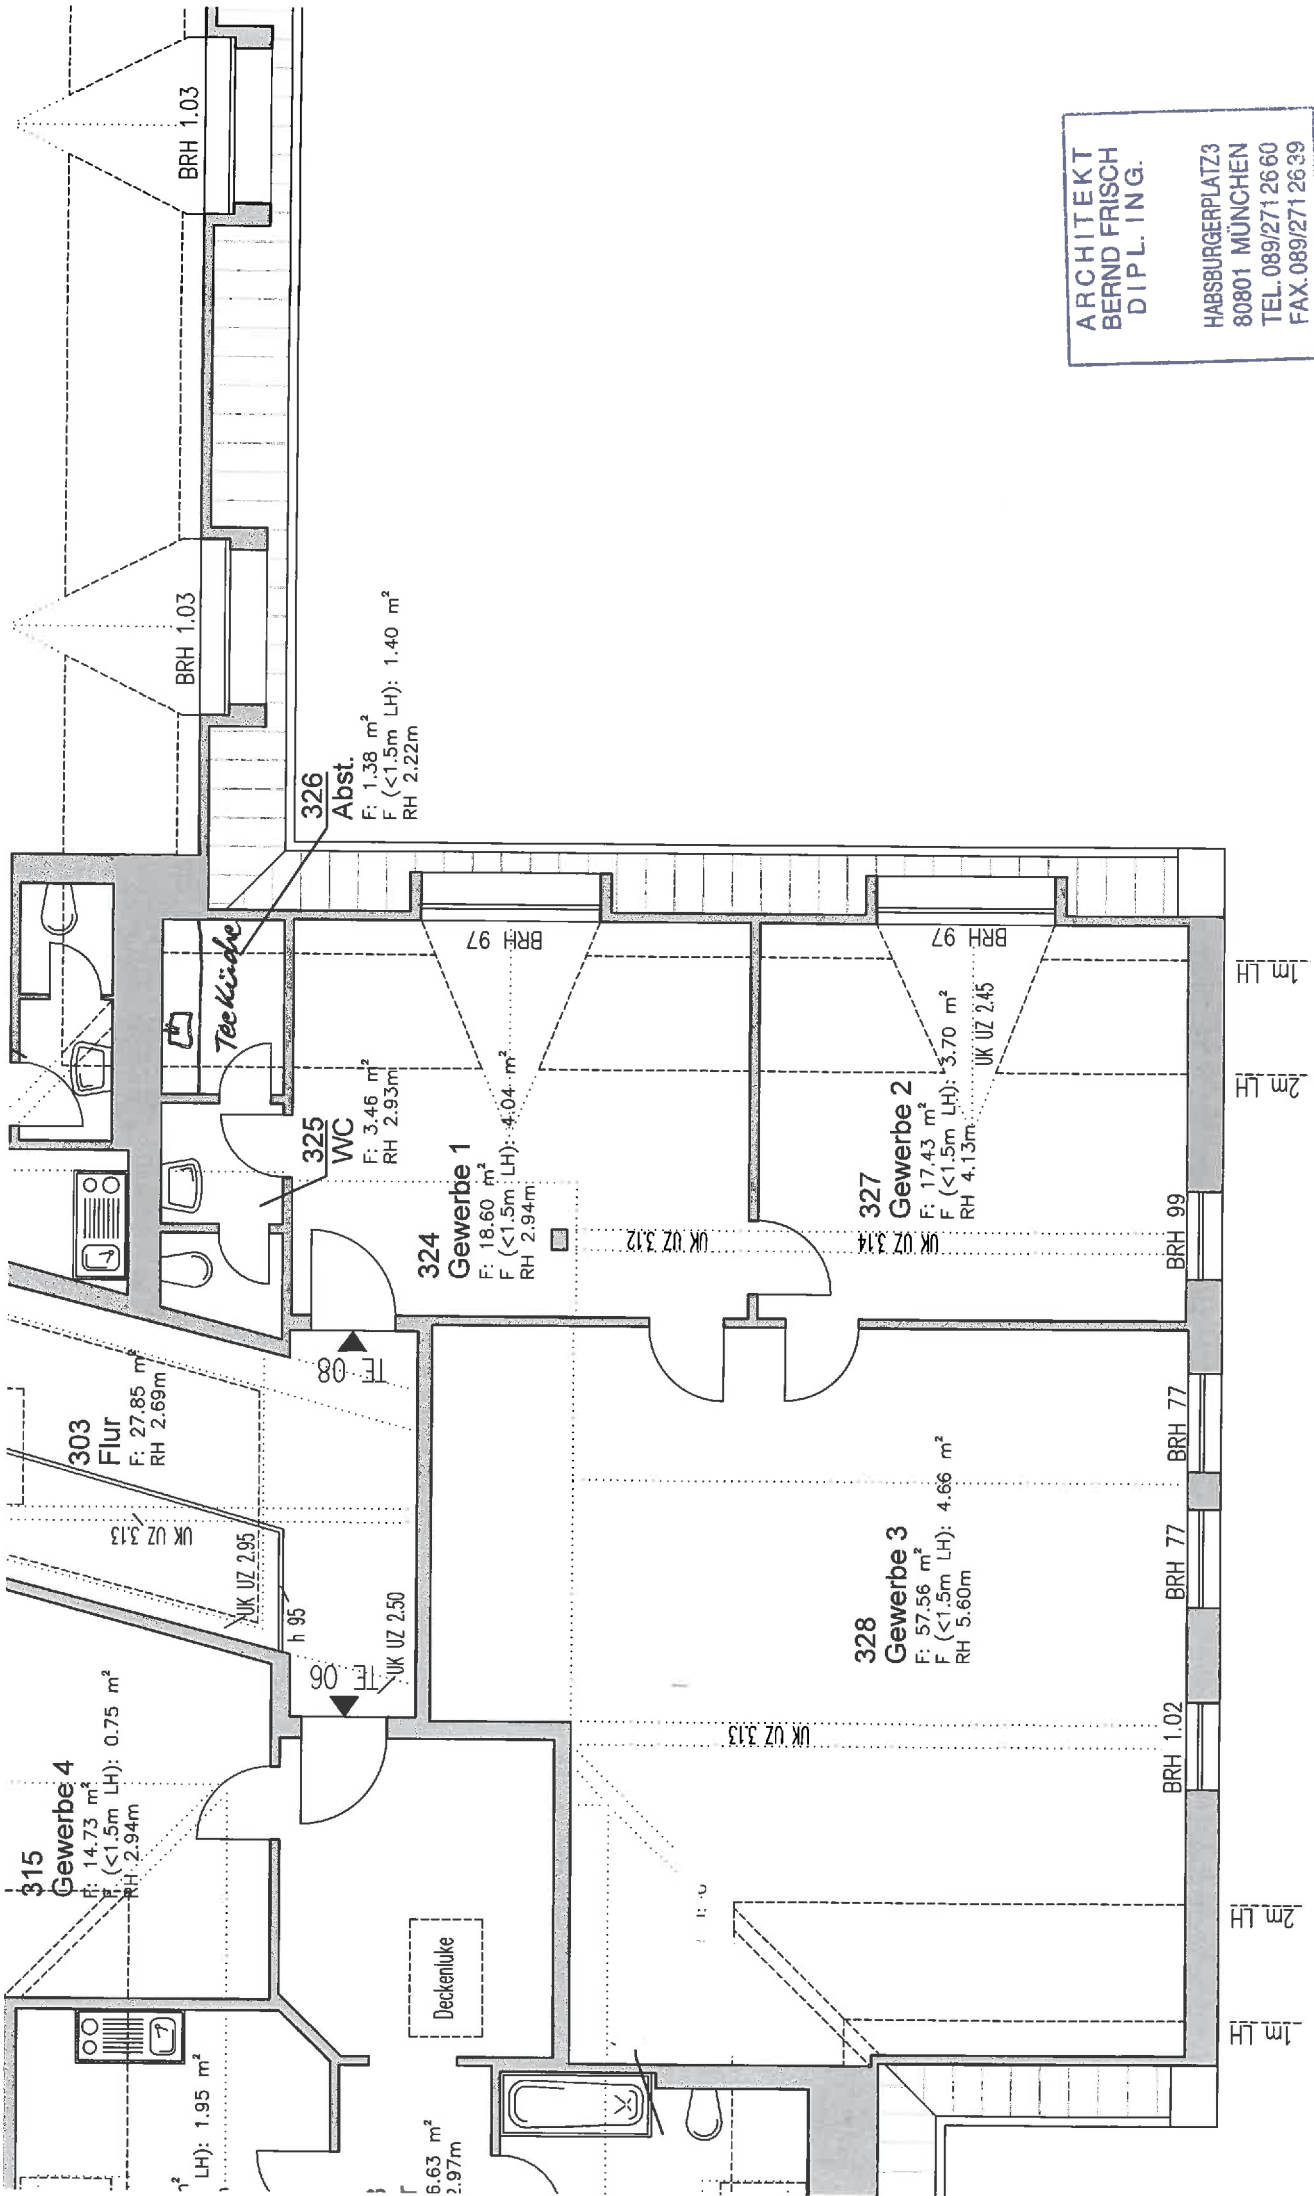 BRH 1.03
BRH 1.03
ARCHITEKT
BERND FRISCH
DIPL. ING.
HABSBURGERPLATZ3
80801 MÜNCHEN
TEL.089/2712660
FAX.089/2712639
326
Abst.
F: 1.38 m²
F (<1.5m LH): 1.40 m²
RH 2.22m
Teeküche
325
WC
F: 3.46 m²
RH 2.93m
BRH 97
324
Gewerbe 1
F: 18.60 m²
F (<1.5m LH): 4.04 m²
RH 2.94m
UK UZ 3.12
BRH 97
UK UZ 2.45
327
Gewerbe 2
F: 17.43 m²
F (<1.5m LH): 3.70 m²
RH 4.13m
UK UZ 3.14
1m LH
2m LH
BRH 99
303
Flur
F: 27.85 m²
RH 2.69m
UK UZ 3.13
UK UZ 2.95
h 95
UK UZ 2.50
TE 08
TE 06
328
Gewerbe 3
F: 57.56 m²
F (<1.5m LH): 4.66 m²
RH 5.60m
UK UZ 3.13
BRH 77
BRH 77
BRH 1.02
315
Gewerbe 4
F: 14.73 m²
F (<1.5m LH): 0.75 m²
RH 2.94m
Deckenluke
2m LH
1m LH
m²
LH): 1.95 m²
6.63 m²
2.97m